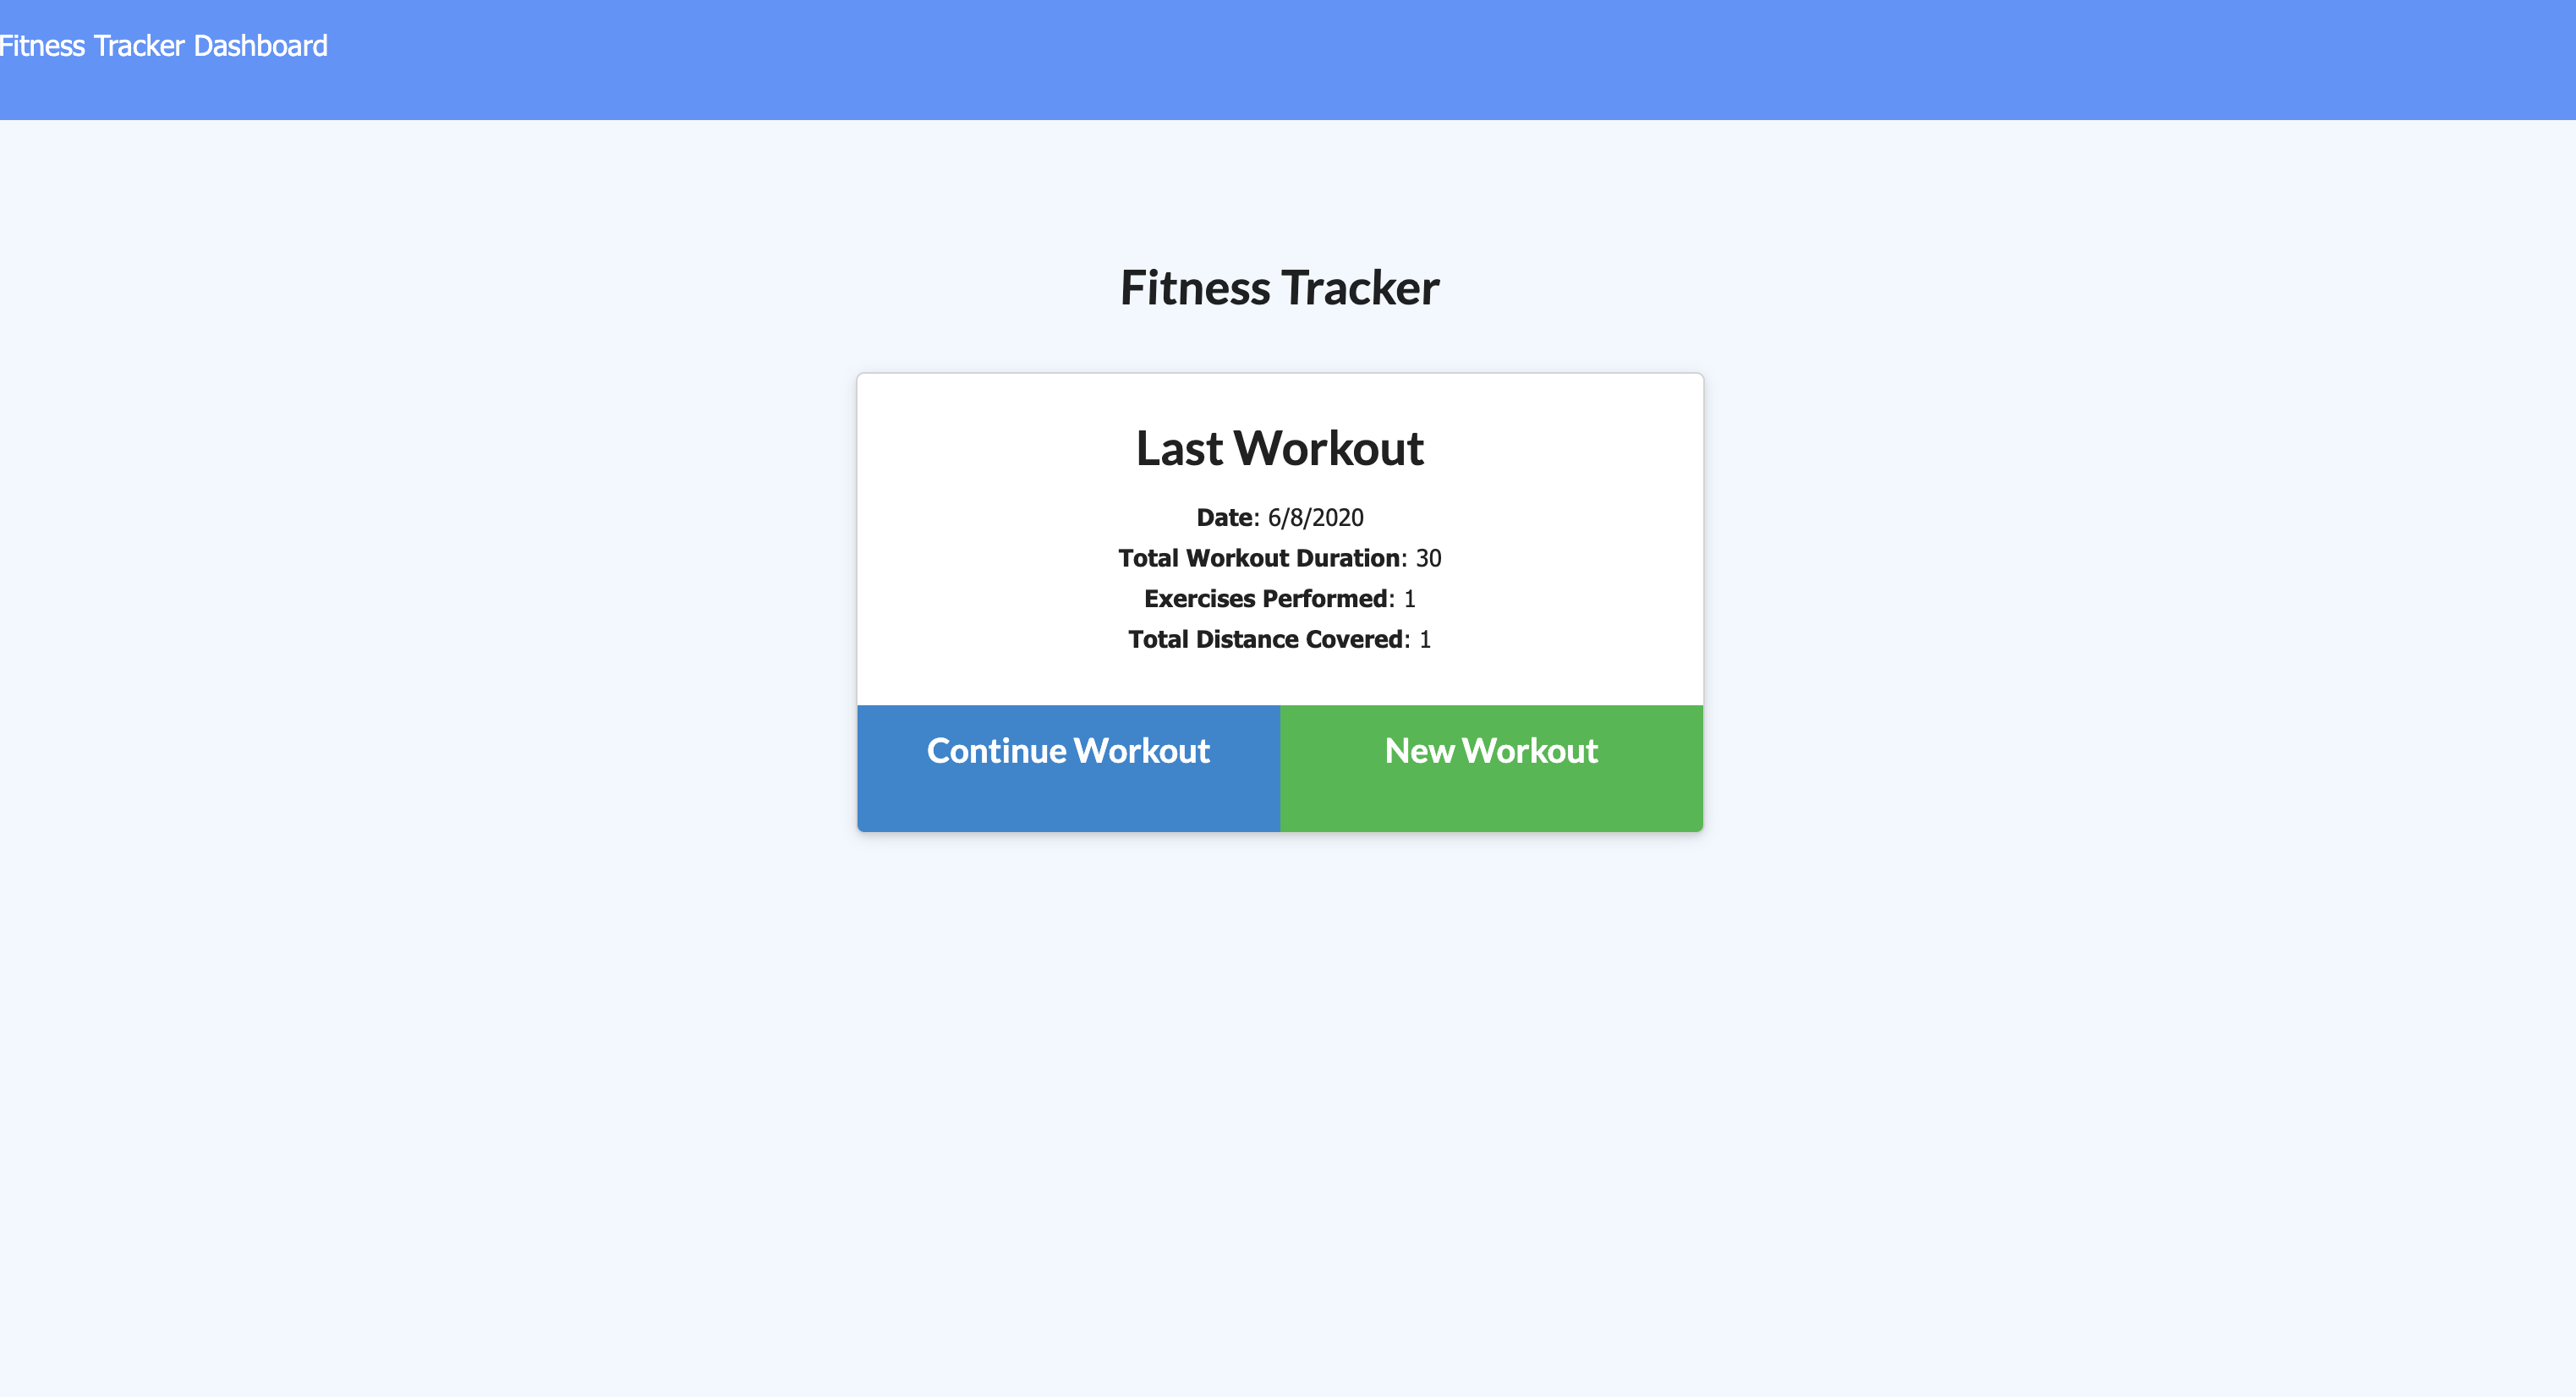 Fitness Tracker Dashboard
Fitness Tracker
Last Workout
Date: 6/8/2020
Total Workout Duration: 30
Exercises Performed: 1
Total Distance Covered: 1
Continue Workout
New Workout